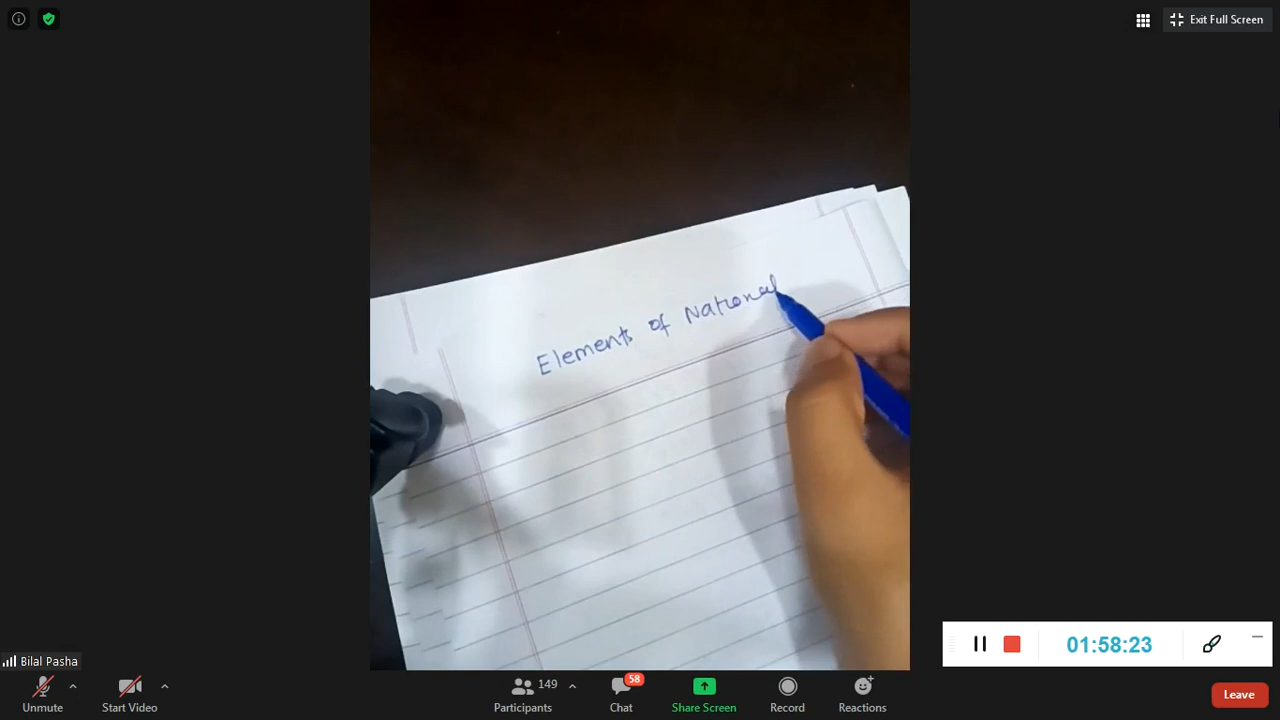 Exit Full Screen
Elements of National
01:58:23
Bilal Pasha
Unmute
Start Video
149
Participants
58
Chat
Share Screen
Record
Reactions
Leave